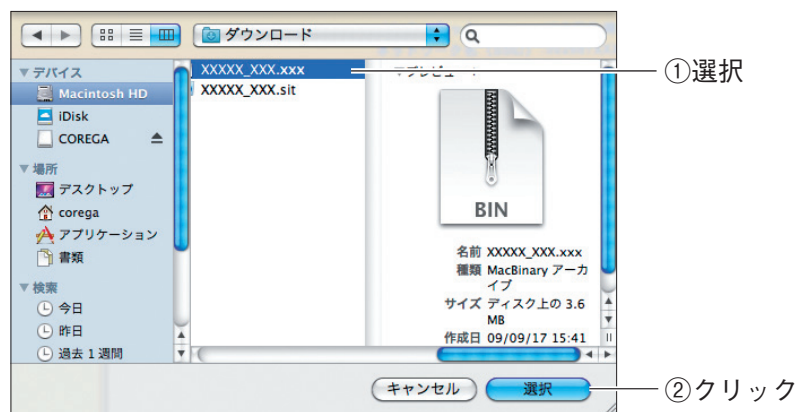 ダウンロード
デバイス
Macintosh HD
iDisk
COREGA
場所
デスクトップ
corega
アプリケーション
書類
検索
今日
昨日
過去 1 週間
XXXXX_XXX.xxx
XXXXX_XXX.sit
プレビュー:
BIN
名前 XXXXX_XXX.xxx
種類 MacBinary アーカ
イブ
サイズ ディスク上の 3.6
MB
作成日 09/09/17 15:41
キャンセル
選択
①選択
②クリック